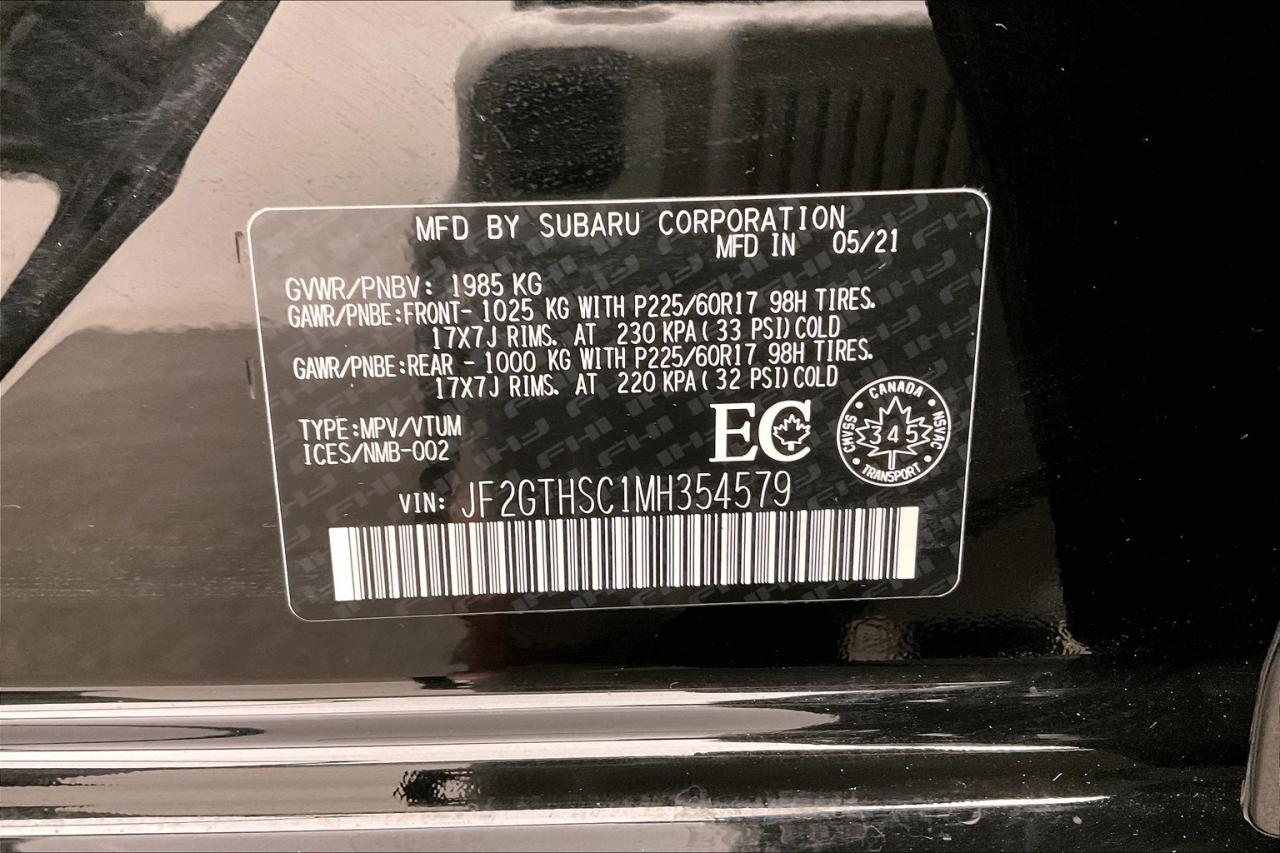 MFD BY SUBARU CORPORATION
MFD IN 05/21
GVWR/PNBV: 1985 KG
GAWR/PNBE:FRONT- 1025 KG WITH P225/60R17 98H TIRES.
17X7J RIMS. AT 230 KPA( 33 PSI)COLD
GAWR/PNBE:REAR - 1000 KG WITH P225/60R17 98H TIRES.
17X7J RIMS. AT 220 KPA( 32 PSI)COLD
TYPE:MPV/VTUM
ICES/NMB-002
EC
CANADA
CMVSS 345 NSVAC
TRANSPORT
VIN: JF2GTHSC1MH354579